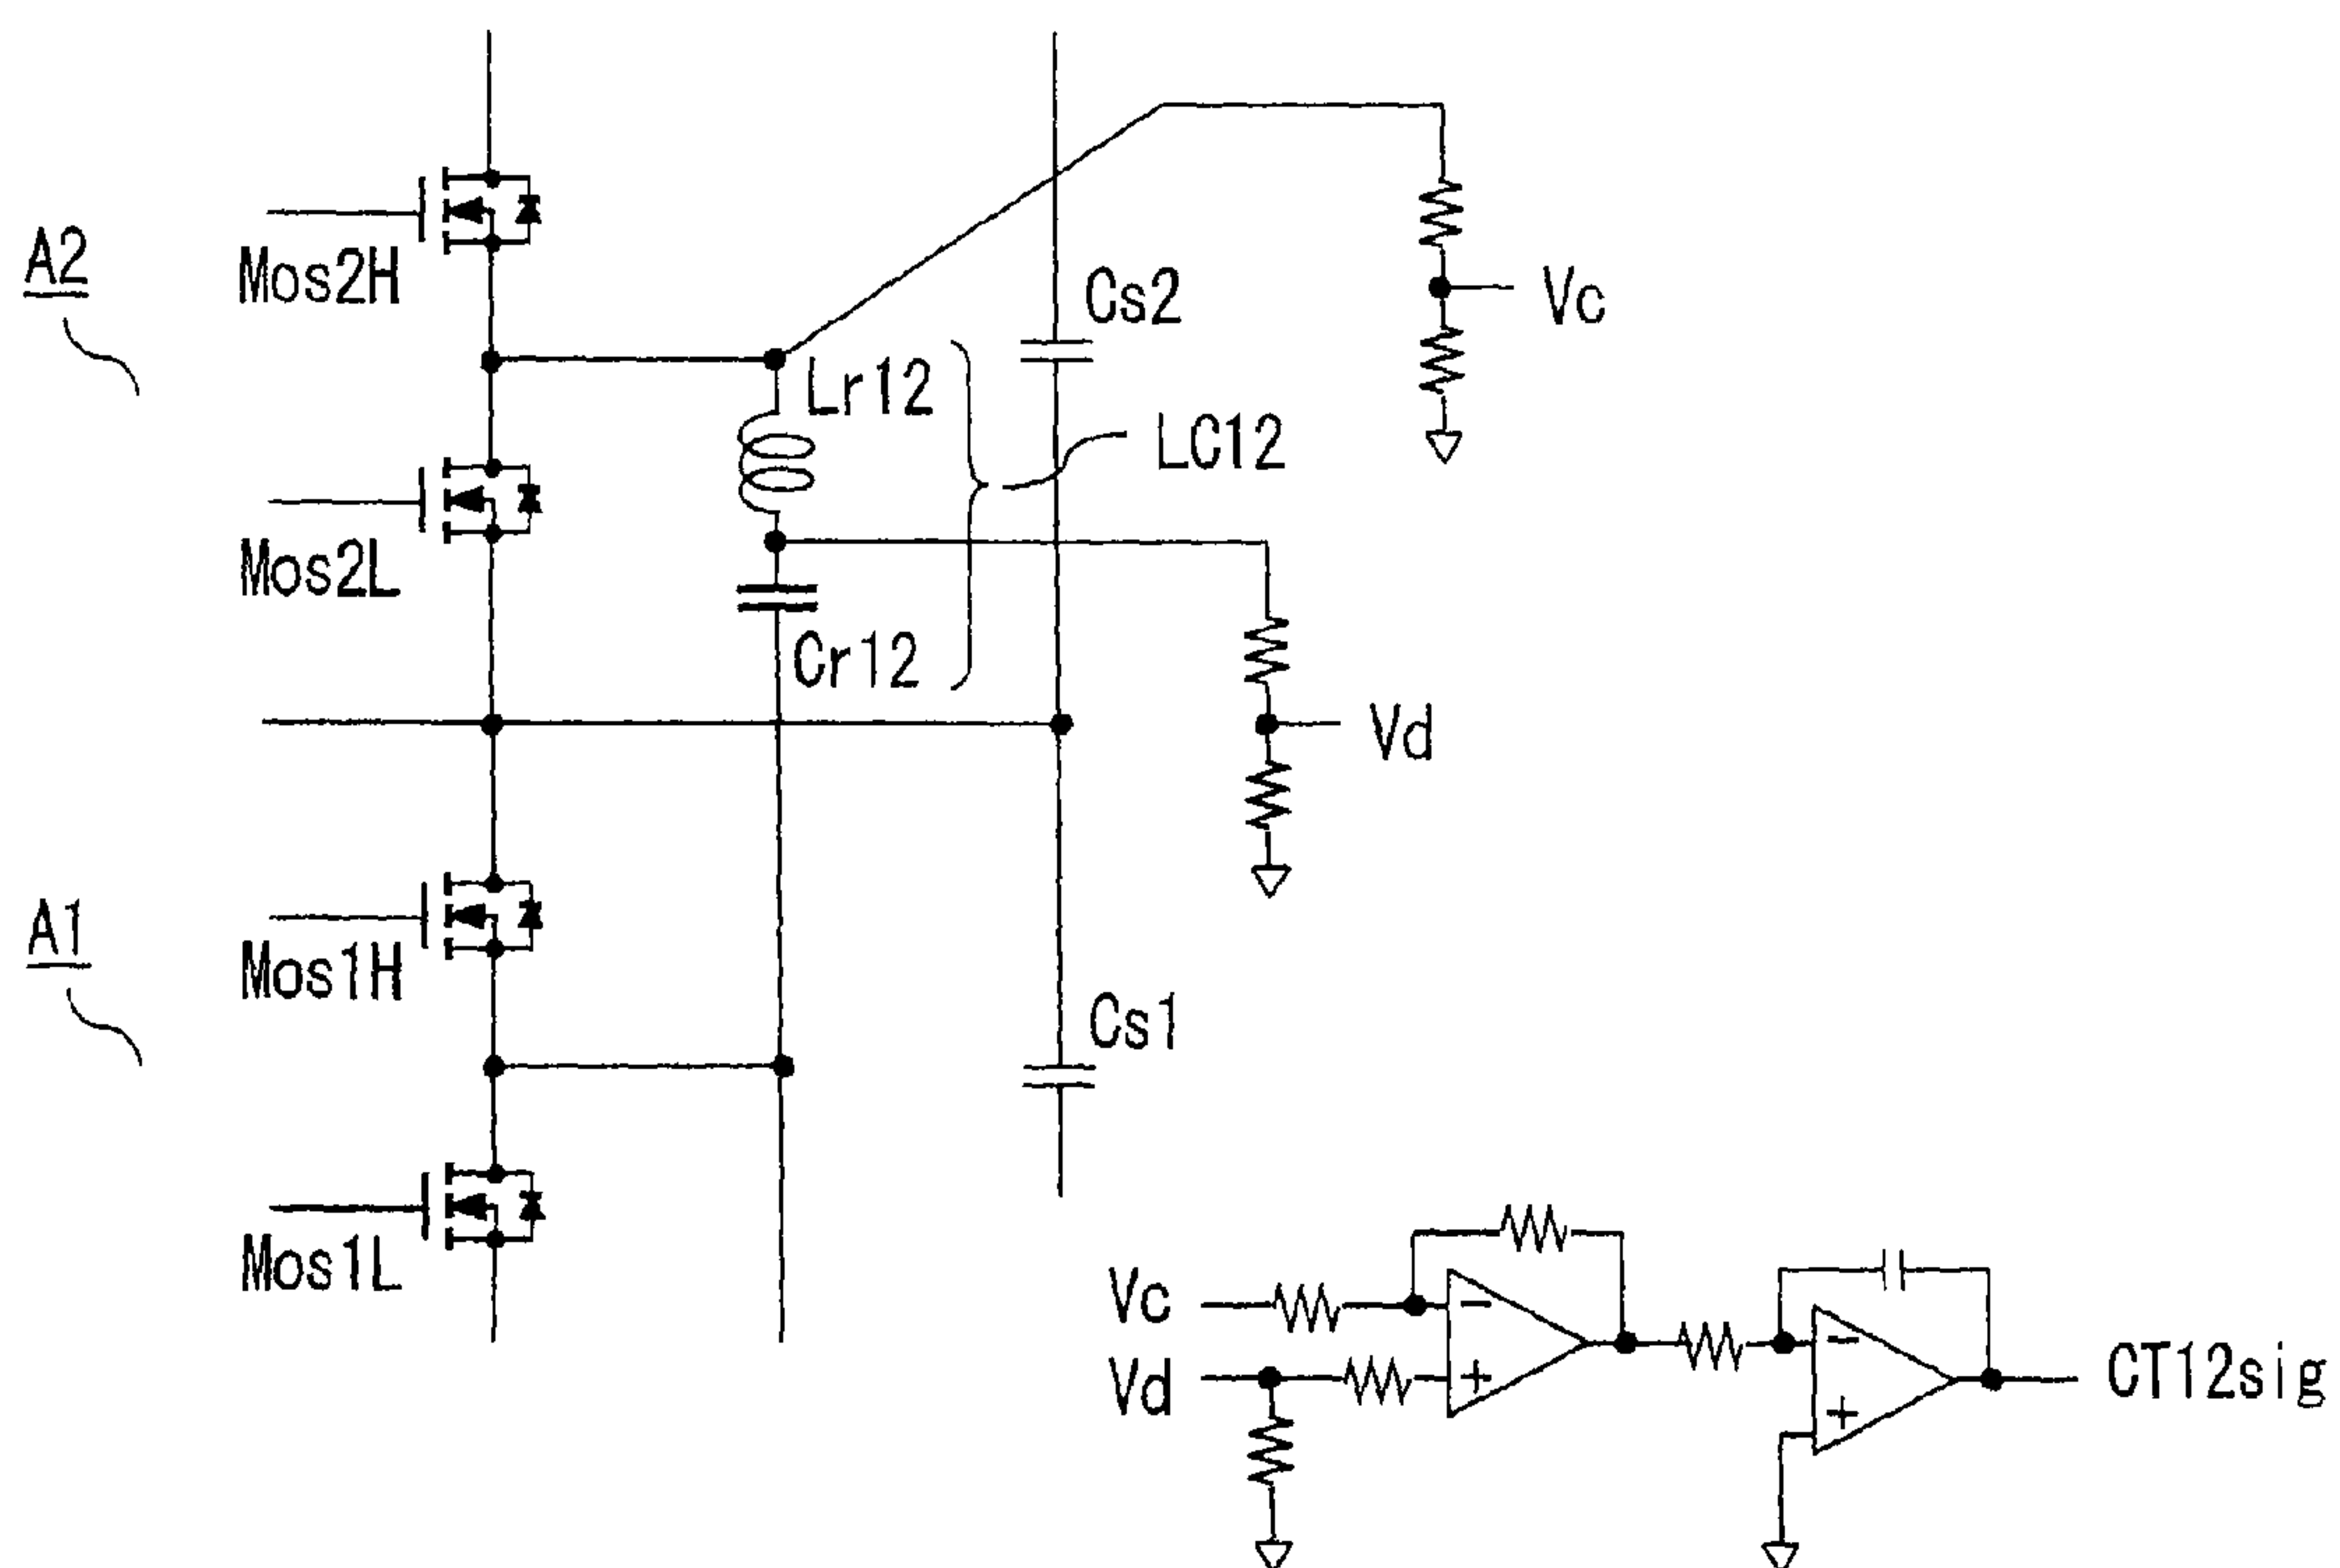 A2
Mos2H
Cs2
Vc
Lr12
LC12
Mos2L
Cr12
Vd
A1
Mos1H
Cs1
Mos1L
Vc
−
Vd
+
−
+
CT12sig